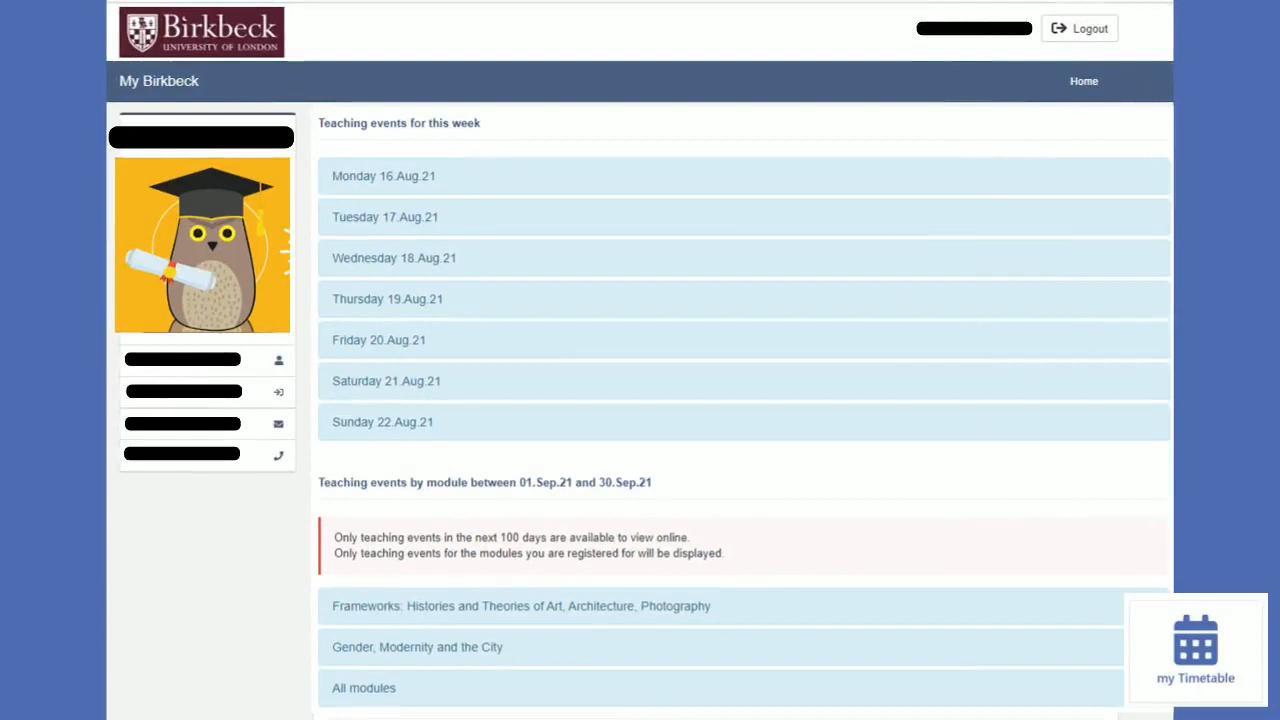 Birkbeck
UNIVERSITY OF LONDON
Logout
My Birkbeck
Home
Teaching events for this week
Monday 16.Aug.21
Tuesday 17.Aug.21
Wednesday 18.Aug.21
Thursday 19.Aug.21
Friday 20.Aug.21
Saturday 21.Aug.21
Sunday 22.Aug.21
Teaching events by module between 01.Sep.21 and 30.Sep.21
Only teaching events in the next 100 days are available to view online.
Only teaching events for the modules you are registered for will be displayed.
Frameworks: Histories and Theories of Art, Architecture, Photography
Gender, Modernity and the City
All modules
my Timetable